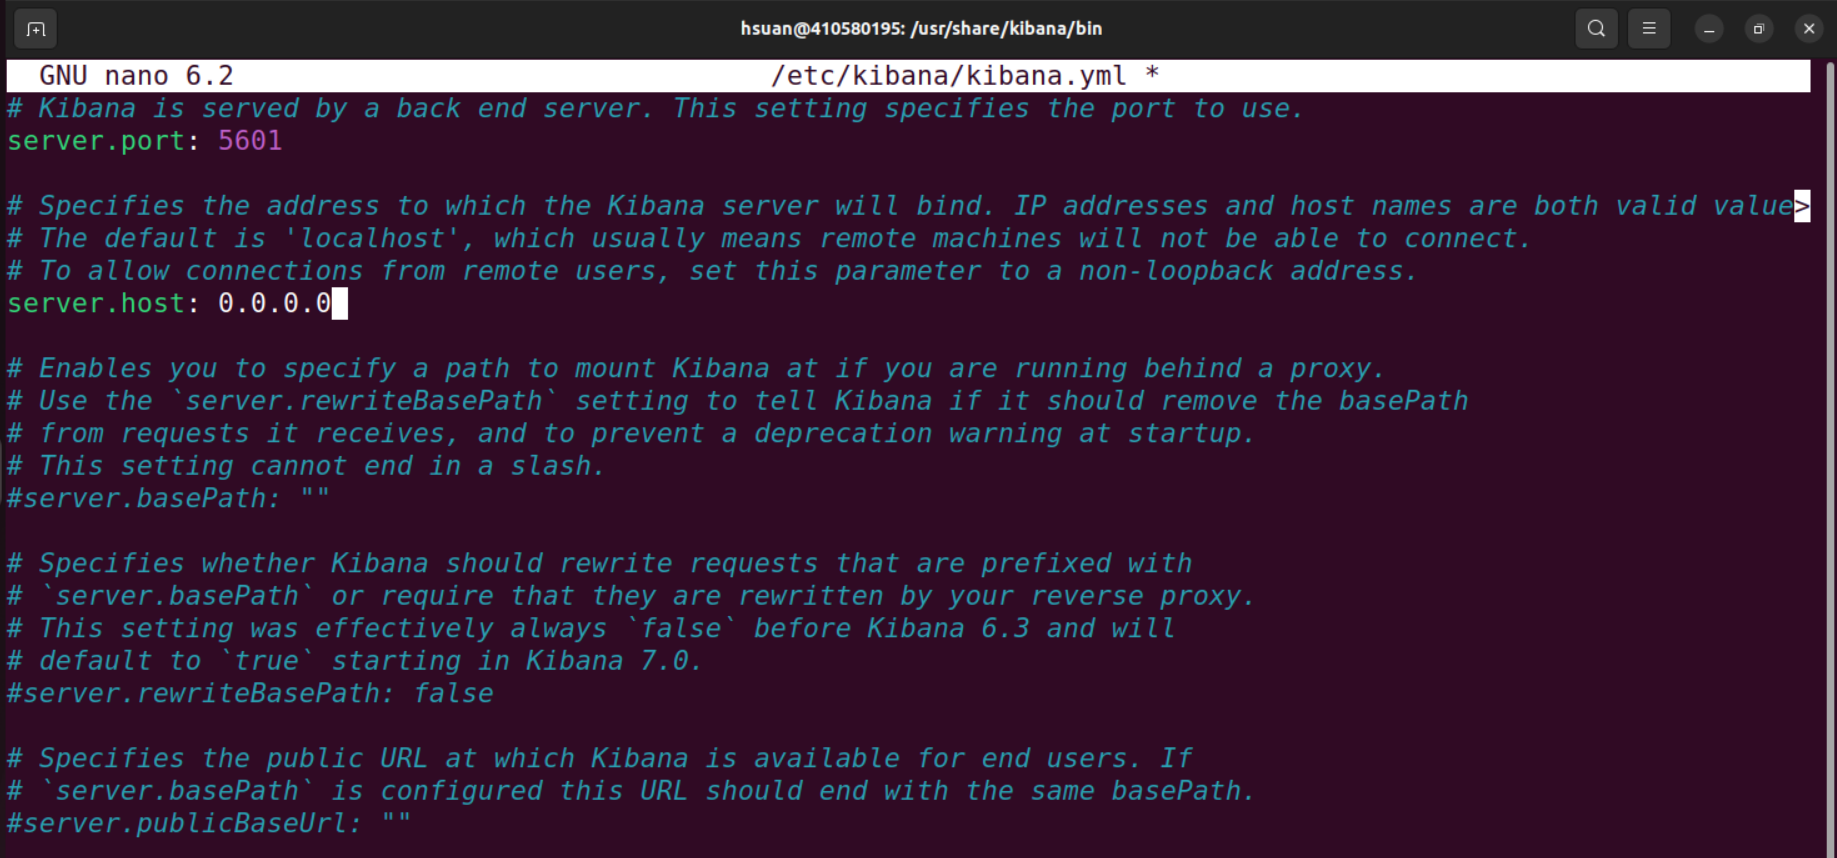 hsuan@410580195: /usr/share/kibana/bin
GNU nano 6.2 /etc/kibana/kibana.yml *
# Kibana is served by a back end server. This setting specifies the port to use.
server.port: 5601
# Specifies the address to which the Kibana server will bind. IP addresses and host names are both valid value>
# The default is 'localhost', which usually means remote machines will not be able to connect.
# To allow connections from remote users, set this parameter to a non-loopback address.
server.host: 0.0.0.0
# Enables you to specify a path to mount Kibana at if you are running behind a proxy.
# Use the `server.rewriteBasePath` setting to tell Kibana if it should remove the basePath
# from requests it receives, and to prevent a deprecation warning at startup.
# This setting cannot end in a slash.
#server.basePath: ""
# Specifies whether Kibana should rewrite requests that are prefixed with
# `server.basePath` or require that they are rewritten by your reverse proxy.
# This setting was effectively always `false` before Kibana 6.3 and will
# default to `true` starting in Kibana 7.0.
#server.rewriteBasePath: false
# Specifies the public URL at which Kibana is available for end users. If
# `server.basePath` is configured this URL should end with the same basePath.
#server.publicBaseUrl: ""